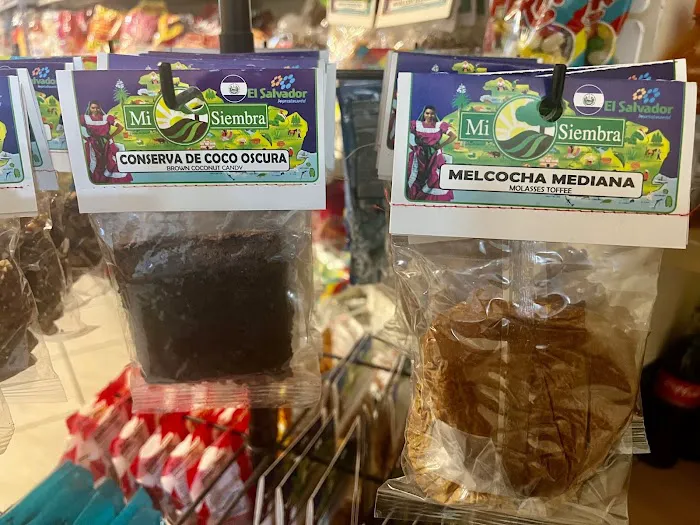 El Salvador
Mi Siembra
CONSERVA DE COCO OSCURA
BROWN COCONUT CANDY
El Salvador
Mi Siembra
MELCOCHA MEDIANA
MOLASSES TOFFEE